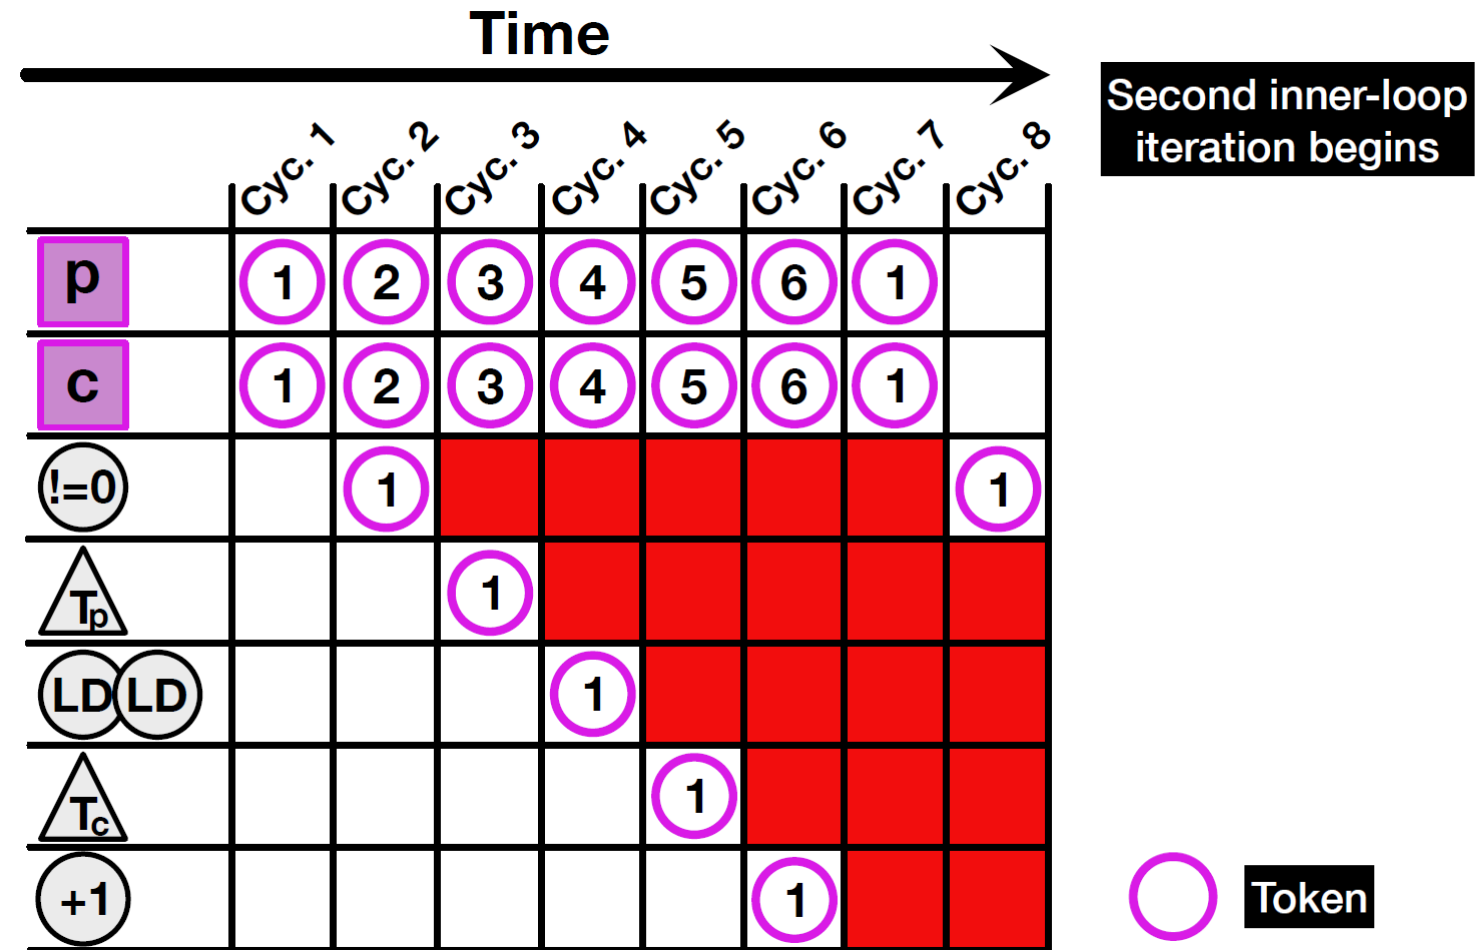 Time
Second inner-loop
iteration begins
Cyc. 1 Cyc. 2 Cyc. 3 Cyc. 4 Cyc. 5 Cyc. 6 Cyc. 7 Cyc. 8
p 1 2 3 4 5 6 1
c 1 2 3 4 5 6 1
!=0 1 1
Tp 1
LD LD 1
Tc 1
+1 1
Token